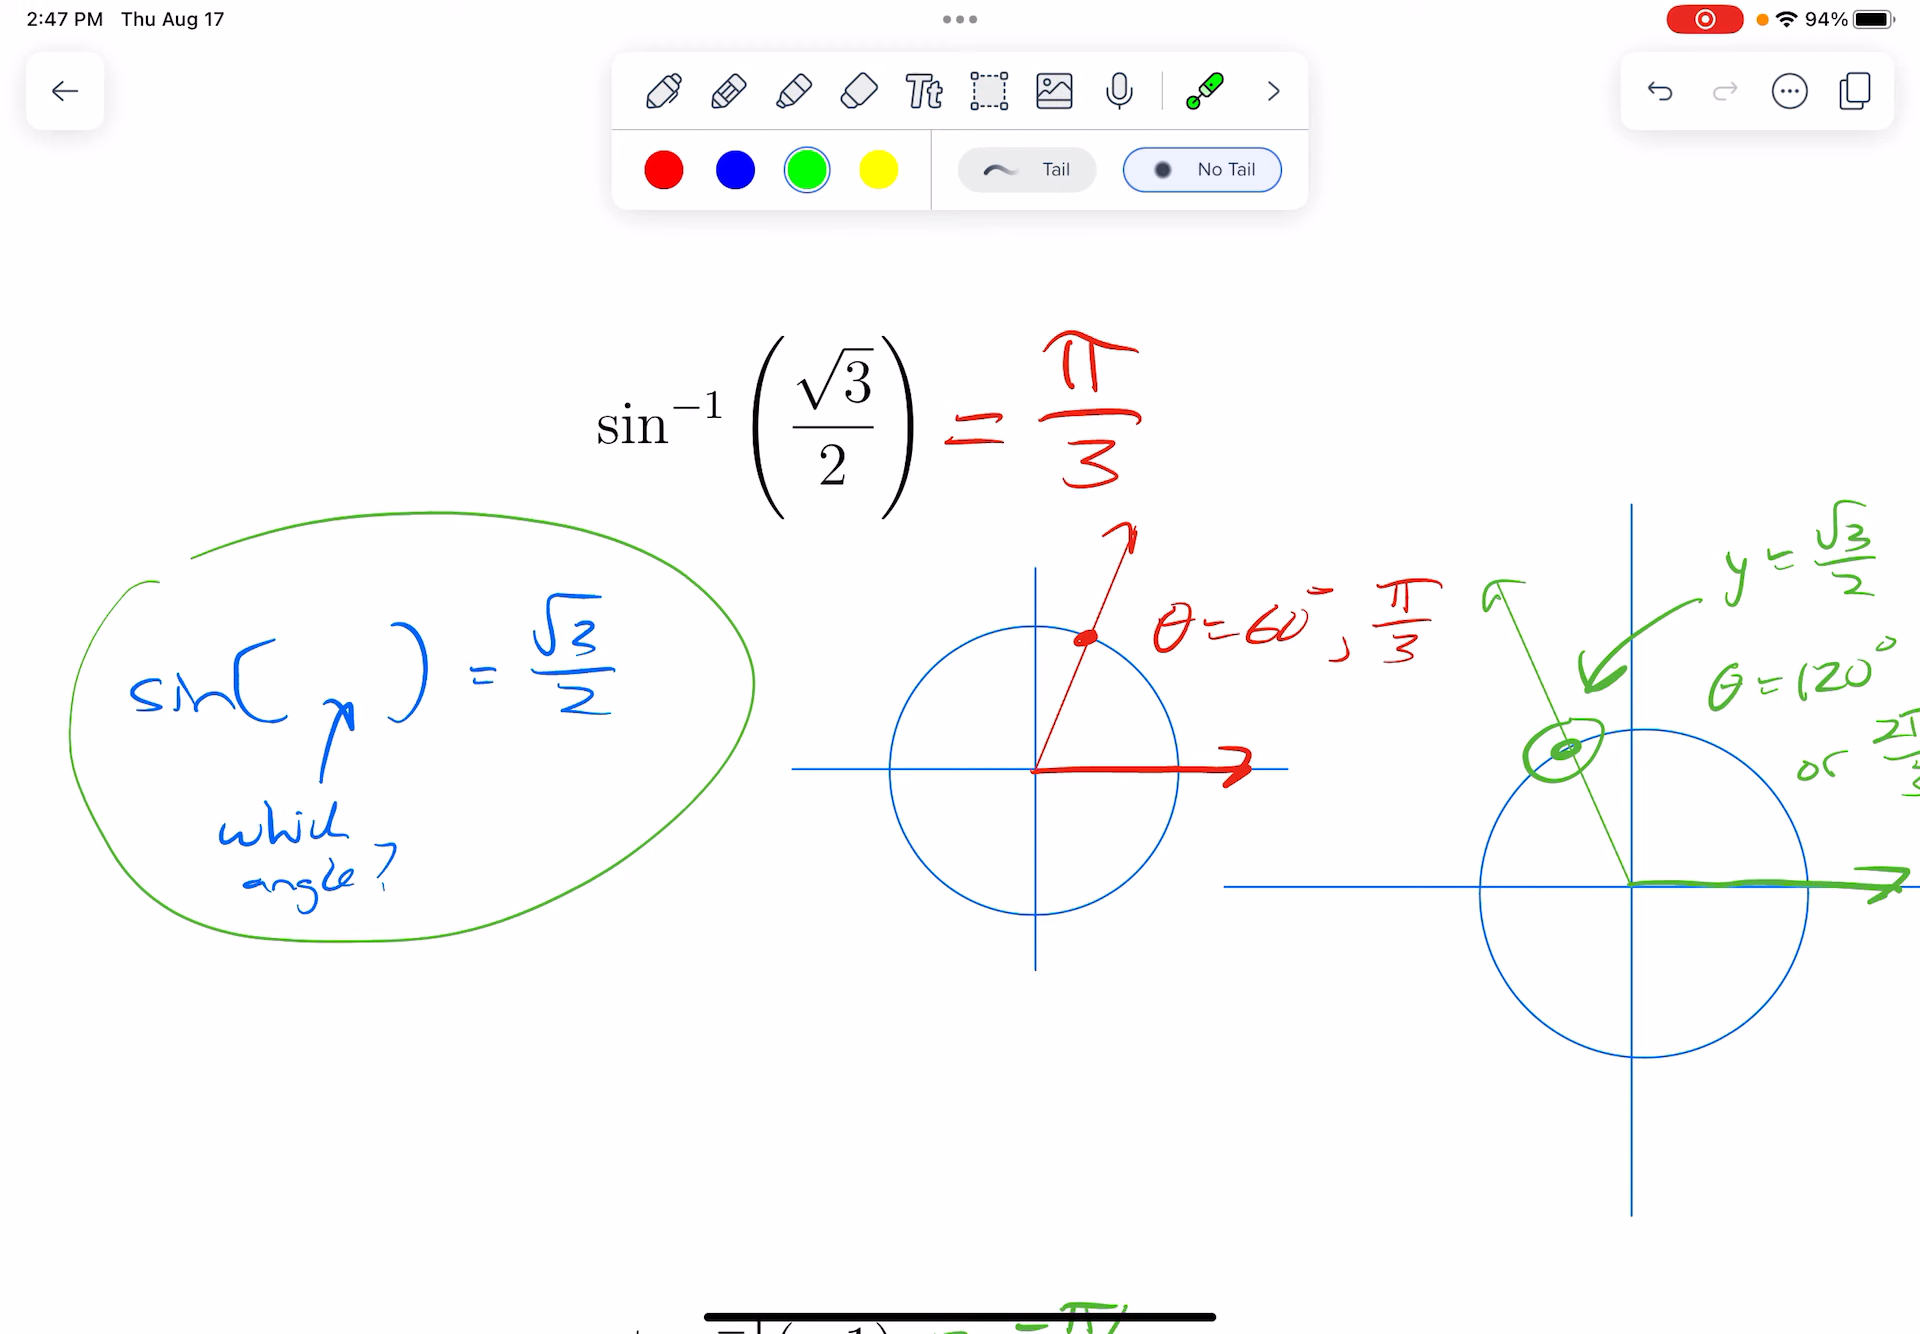 2:47 PM Thu Aug 17
94%
Tt
Tail
No Tail
sin⁻¹(√3/2) = π/3
sin( ) = √3/2
which
angle?
θ = 60°, π/3
y = √3/2
θ = 120°
or